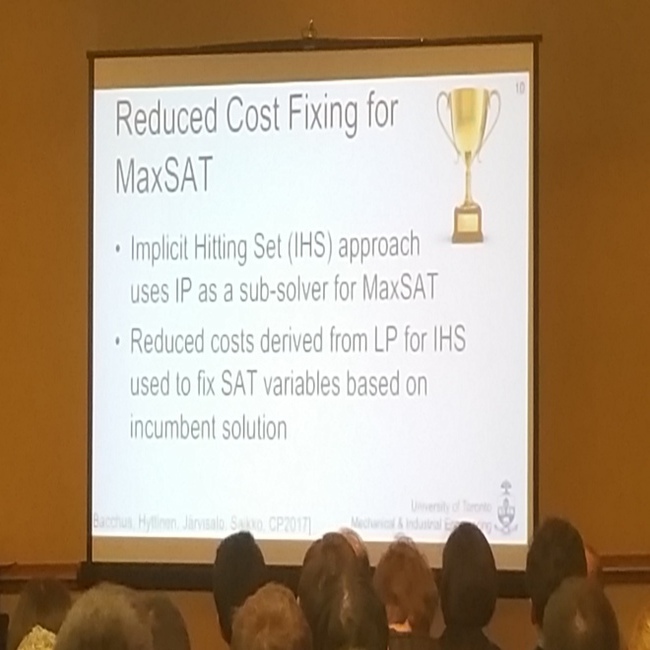 10
Reduced Cost Fixing for
MaxSAT
• Implicit Hitting Set (IHS) approach
uses IP as a sub-solver for MaxSAT
• Reduced costs derived from LP for IHS
used to fix SAT variables based on
incumbent solution
University of Toronto
[Bacchus, Hyttinen, Järvisalo, Saikko, CP2017]
Mechanical & Industrial Engineering